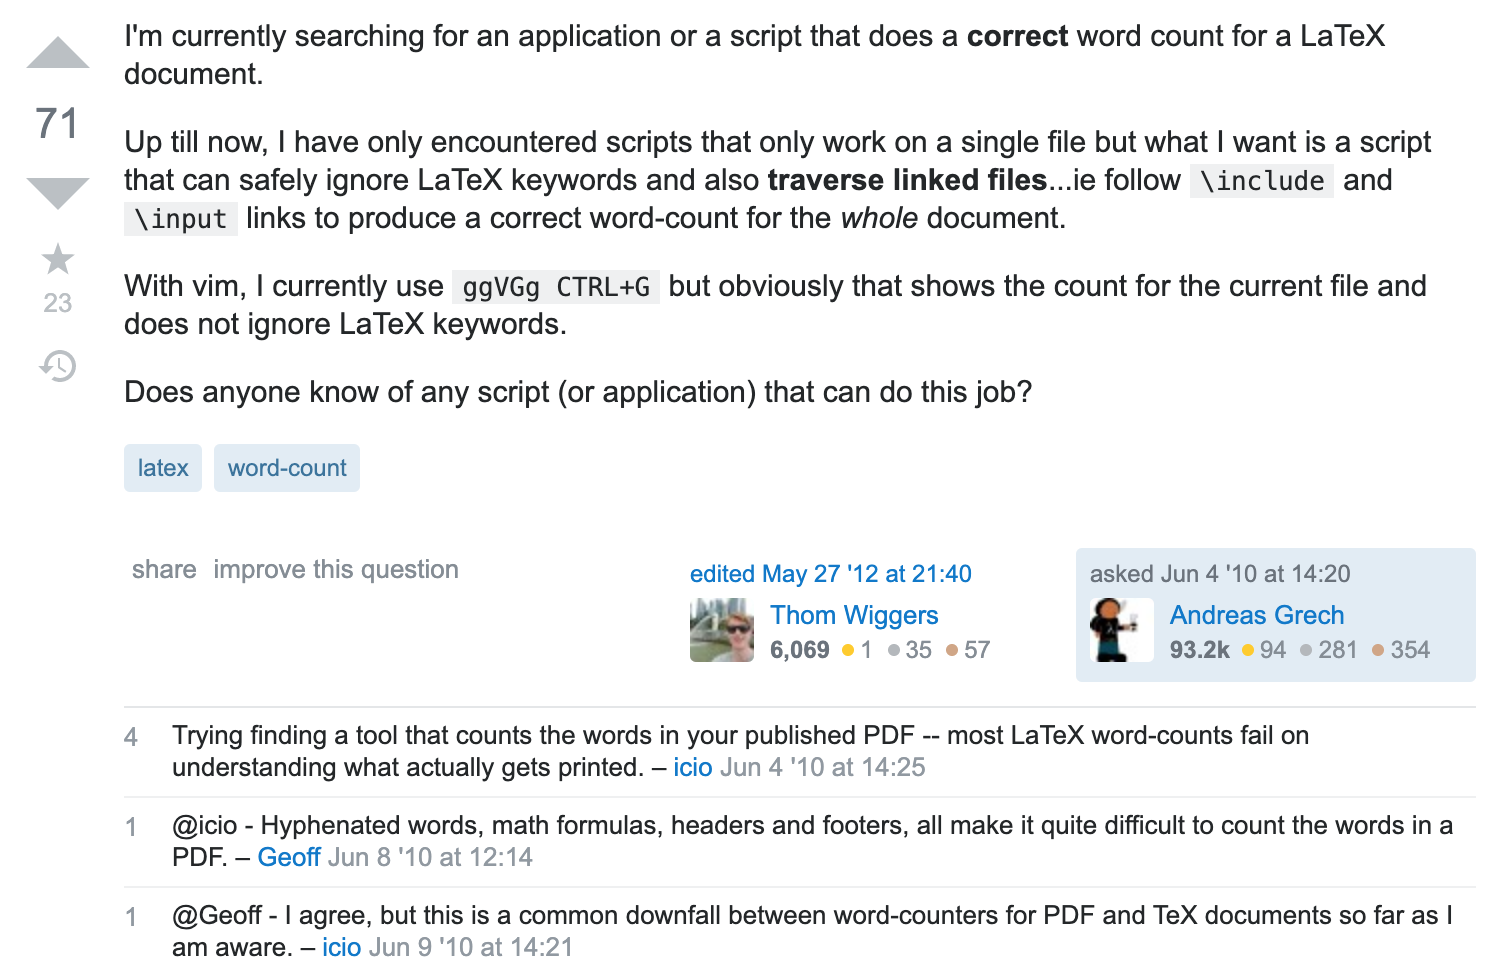 I'm currently searching for an application or a script that does a correct word count for a LaTeX
document.
71
Up till now, I have only encountered scripts that only work on a single file but what I want is a script
that can safely ignore LaTeX keywords and also traverse linked files...ie follow \include and
\input links to produce a correct word-count for the whole document.
23
With vim, I currently use ggVGg CTRL+G but obviously that shows the count for the current file and
does not ignore LaTeX keywords.
Does anyone know of any script (or application) that can do this job?
latex word-count
share improve this question
edited May 27 '12 at 21:40
Thom Wiggers
6,069 1 35 57
asked Jun 4 '10 at 14:20
Andreas Grech
93.2k 94 281 354
4 Trying finding a tool that counts the words in your published PDF -- most LaTeX word-counts fail on
understanding what actually gets printed. – icio Jun 4 '10 at 14:25
1 @icio - Hyphenated words, math formulas, headers and footers, all make it quite difficult to count the words in a
PDF. – Geoff Jun 8 '10 at 12:14
1 @Geoff - I agree, but this is a common downfall between word-counters for PDF and TeX documents so far as I
am aware. – icio Jun 9 '10 at 14:21